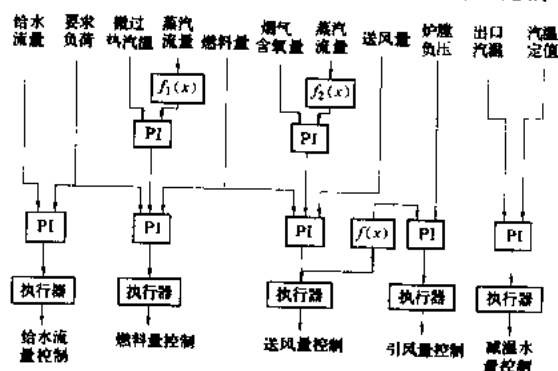 给水
流量
要求
负荷
微过
热汽温
蒸汽
流量
燃料量
烟气
含氧量
蒸汽
流量
送风量
炉膛
负压
出口
汽温
汽温
定值
f₁(x)
f₂(x)
PI
PI
PI
PI
PI
f(x)
PI
PI
执行器
执行器
执行器
执行器
执行器
给水流
量控制
燃料量控制
送风量控制
引风量控制
减温水
量控制